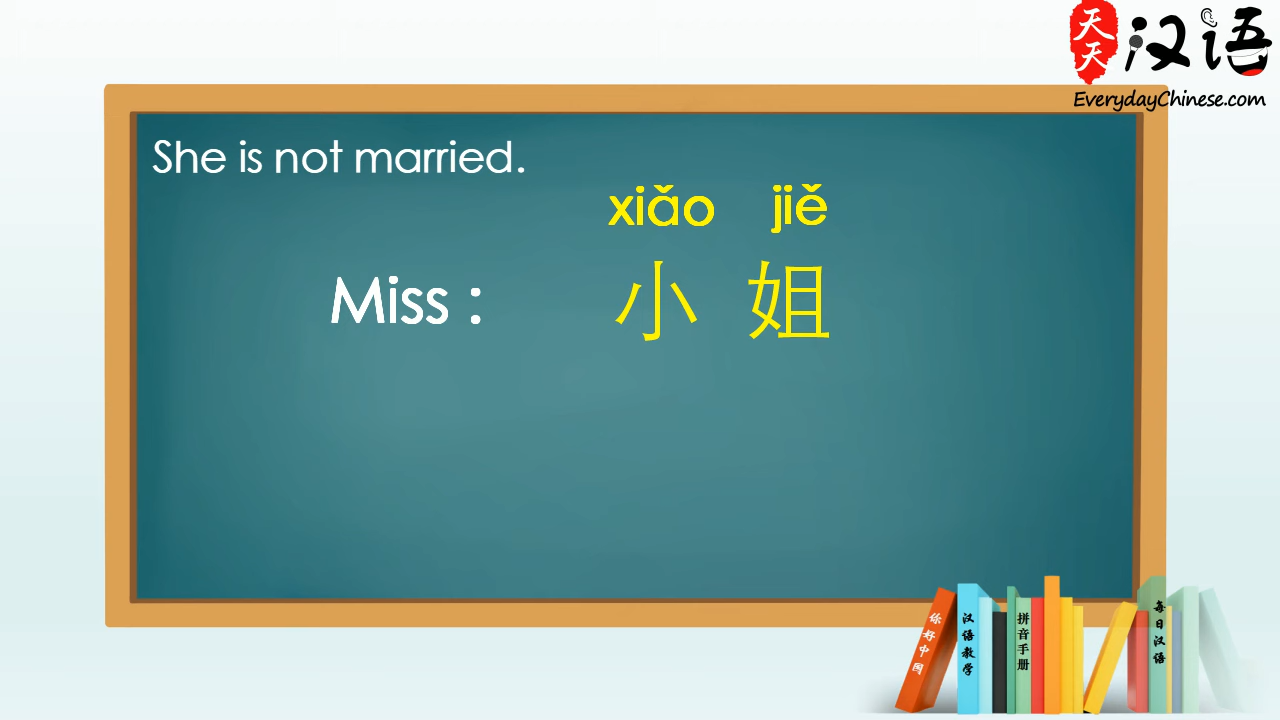 天天汉语
EverydayChinese.com
She is not married.
xiǎo jiě
Miss : 小 姐
你好中国
汉语教学
拼音手册
每日汉语